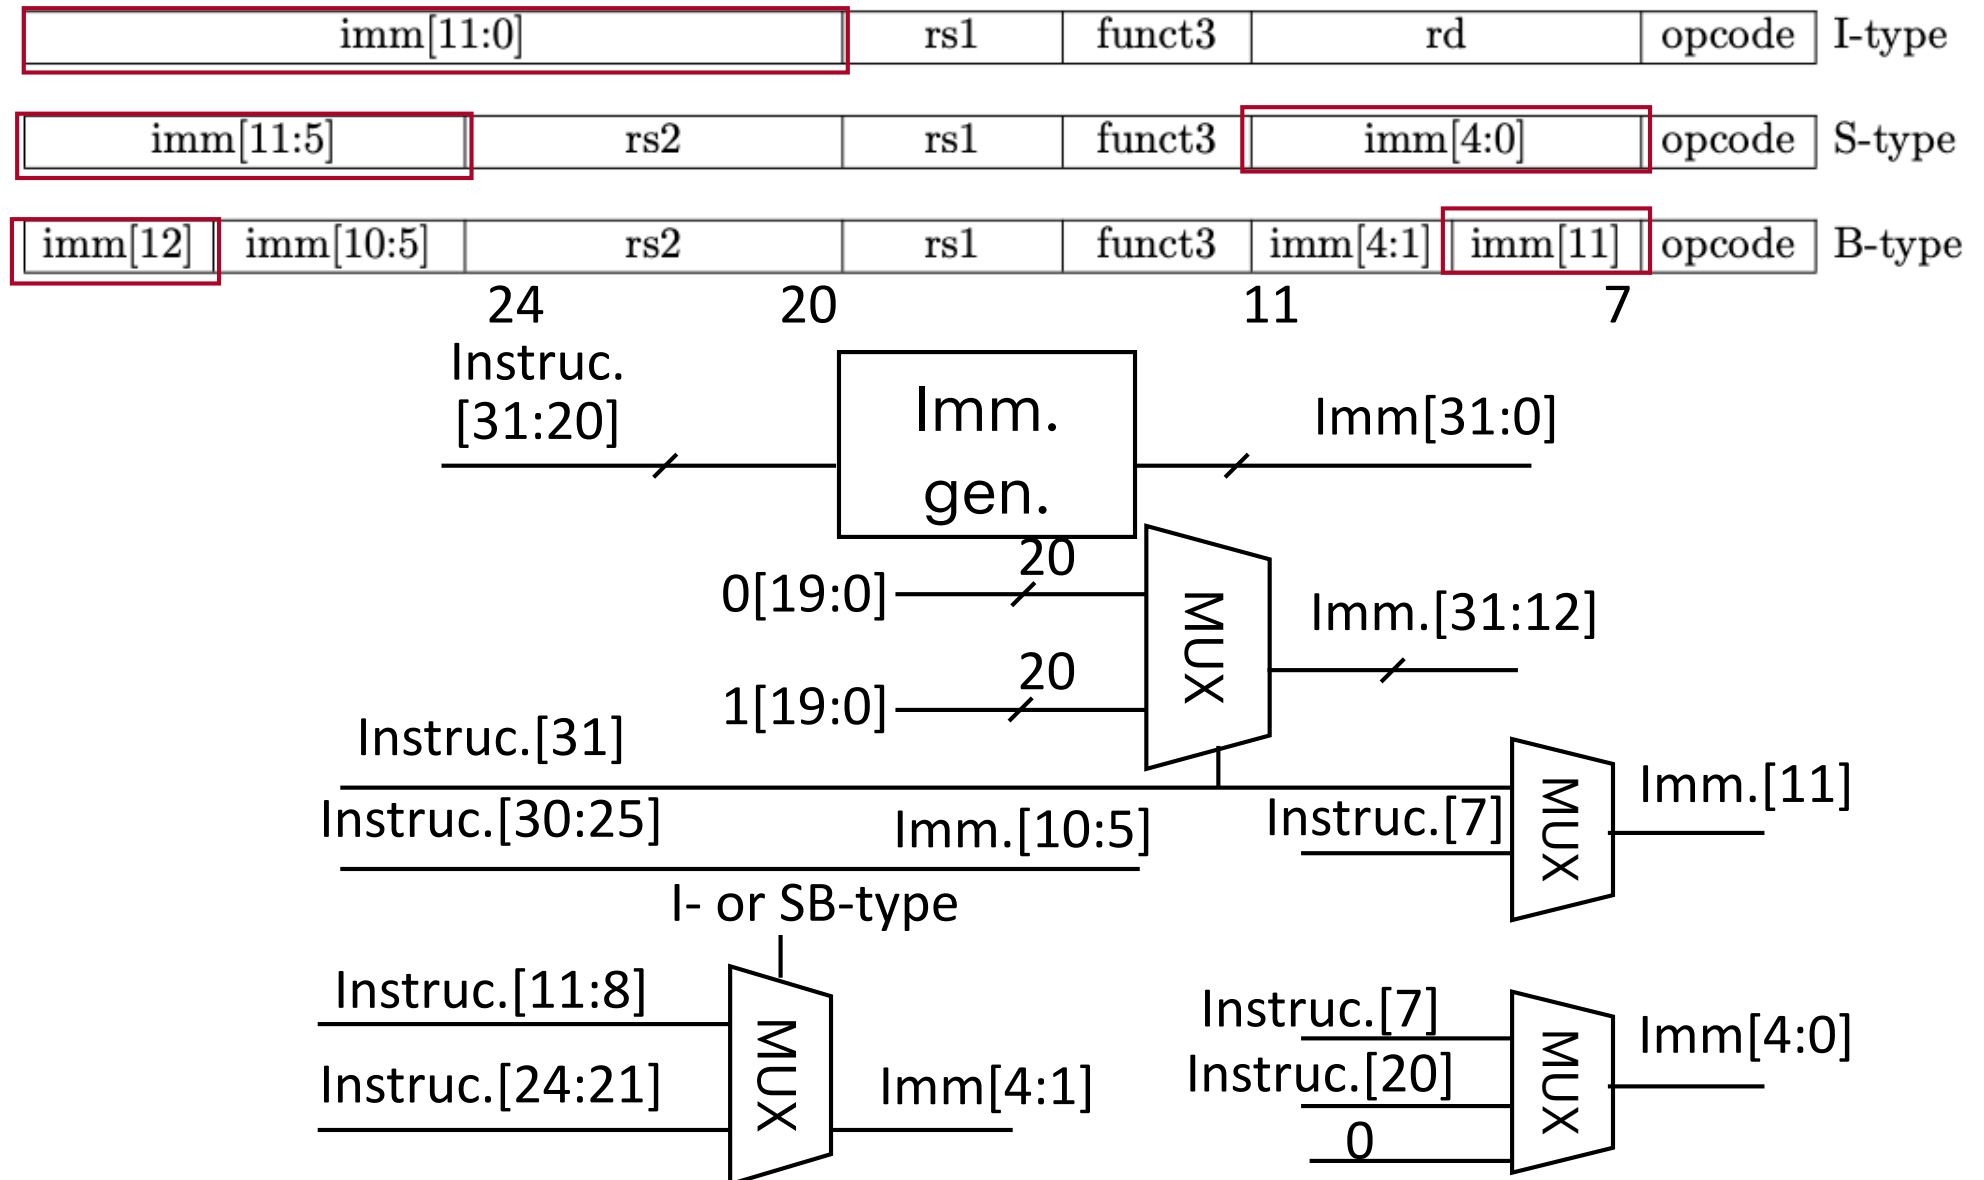 imm[11:0] rs1 funct3 rd opcode I-type
imm[11:5] rs2 rs1 funct3 imm[4:0] opcode S-type
imm[12] imm[10:5] rs2 rs1 funct3 imm[4:1] imm[11] opcode B-type
24 20 11 7
Instruc.
[31:20]
Imm.
gen.
Imm[31:0]
20
0[19:0]
MUX
Imm.[31:12]
20
1[19:0]
Instruc.[31]
Instruc.[30:25]
Imm.[10:5]
Instruc.[7]
MUX
Imm.[11]
I- or SB-type
Instruc.[11:8]
Instruc.[24:21]
MUX
Imm[4:1]
Instruc.[7]
Instruc.[20]
0
MUX
Imm[4:0]